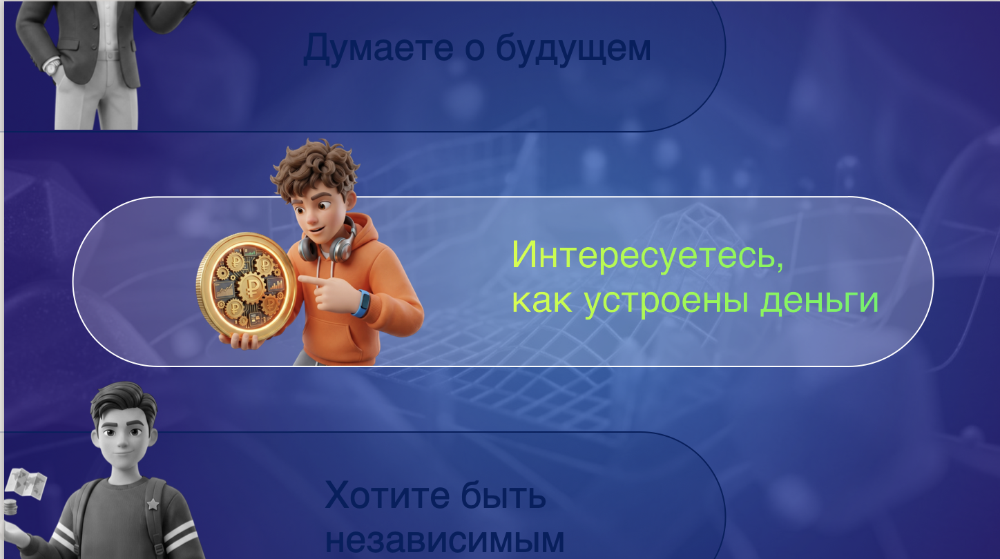 Думаете о будущем
Интересуетесь,
как устроены деньги
Хотите быть
независимым